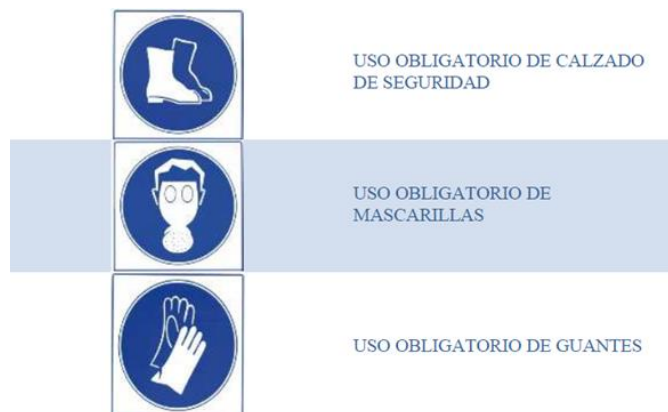 USO OBLIGATORIO DE CALZADO
DE SEGURIDAD
USO OBLIGATORIO DE
MASCARILLAS
USO OBLIGATORIO DE GUANTES